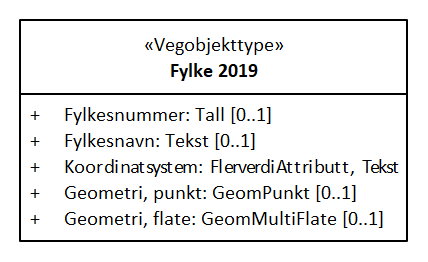 «Vegobjekttype»
Fylke 2019
+ Fylkesnummer: Tall [0..1]
+ Fylkesnavn: Tekst [0..1]
+ Koordinatsystem: FlerverdiAttributt, Tekst
+ Geometri, punkt: GeomPunkt [0..1]
+ Geometri, flate: GeomMultiFlate [0..1]